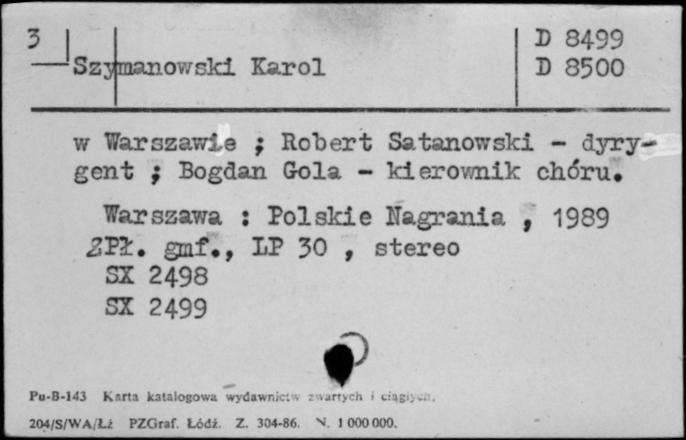 3
D 8499
Szymanowski Karol
D 8500
w Warszawie ; Robert Satanowski - dyry-
gent ; Bogdan Gola - kierownik chóru.
Warszawa : Polskie Nagrania , 1989
2Pł. gmf., LP 30 , stereo
SX 2498
SX 2499
Pu-B-143 Karta katalogowa wydawnictw zwartych i ciągłych.
204/S/WA/Łż PZGraf. Łódź. Z. 304-86. N. 1 000 000.